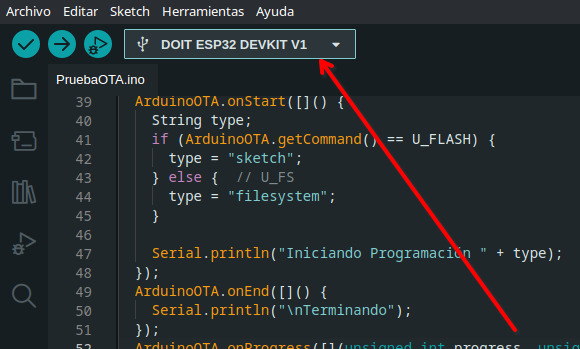 Archivo Editar Sketch Herramientas Ayuda
DOIT ESP32 DEVKIT V1
PruebaOTA.ino
39 ArduinoOTA.onStart([]() {
40 String type;
41 if (ArduinoOTA.getCommand() == U_FLASH) {
42 type = "sketch";
43 } else { // U_FS
44 type = "filesystem";
45 }
46
47 Serial.println("Iniciando Programación " + type);
48 });
49 ArduinoOTA.onEnd([]() {
50 Serial.println("\nTerminando");
51 });
52 ArduinoOTA.onProgress([](unsigned int progress, unsig